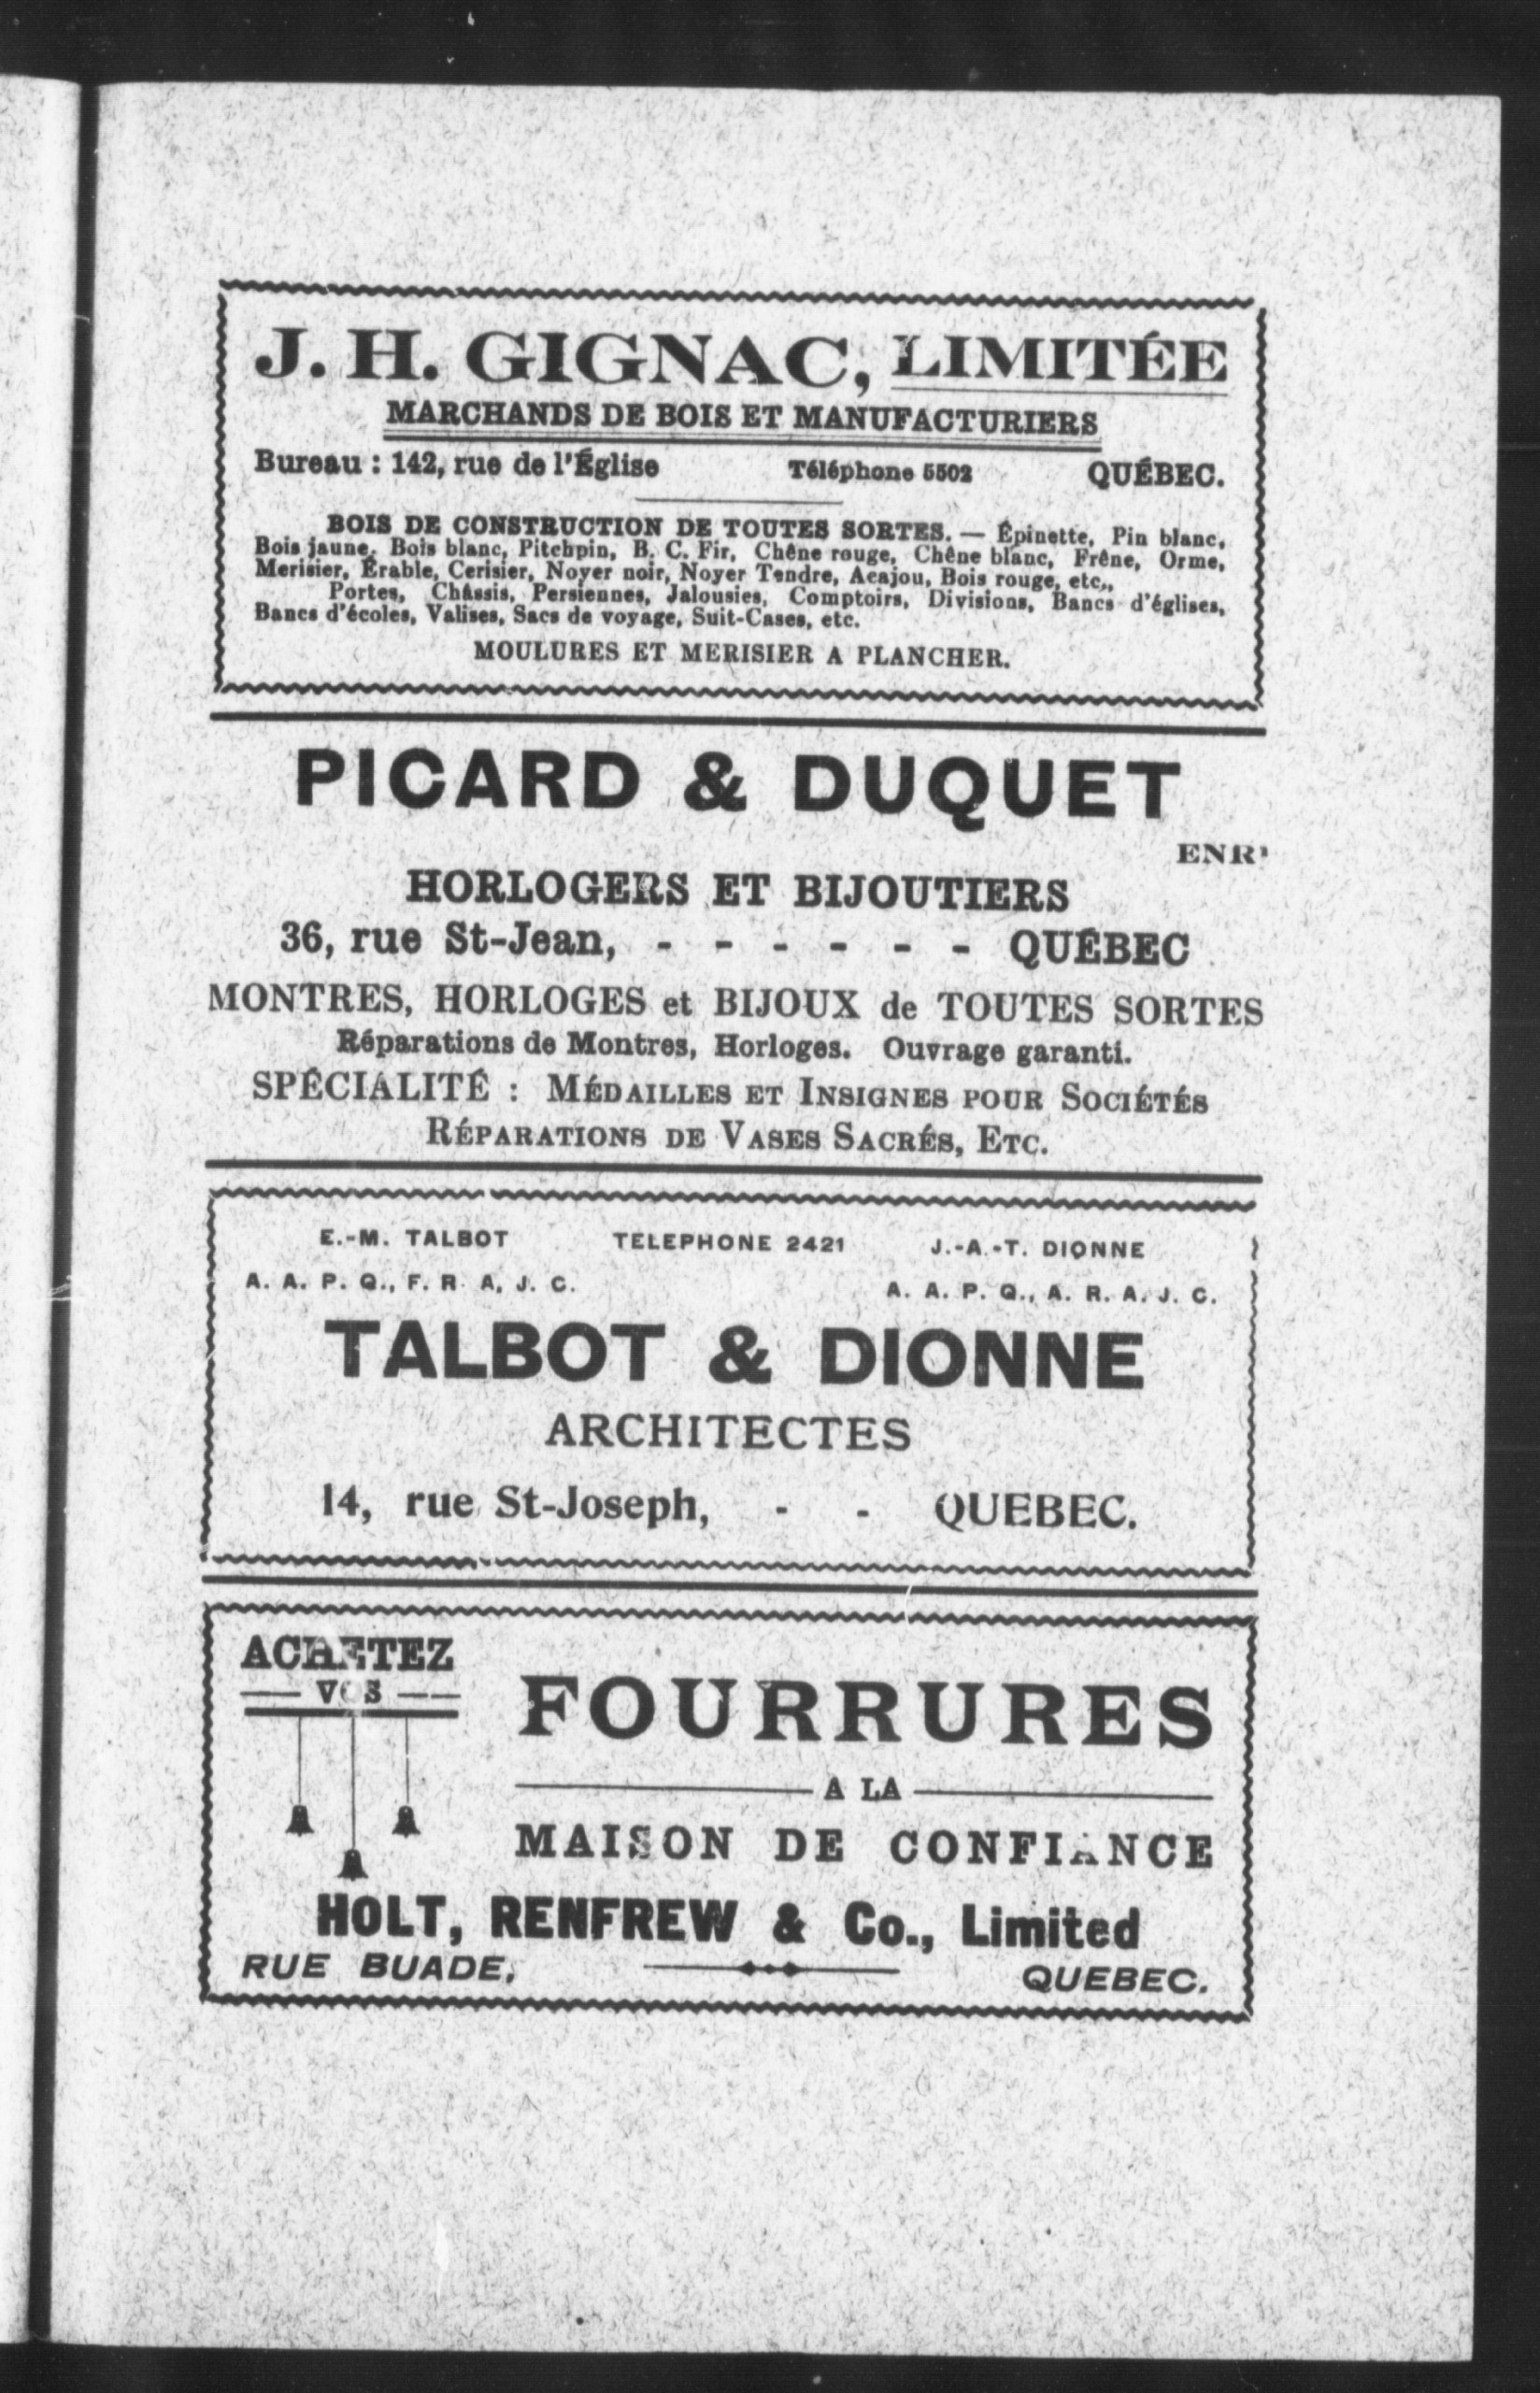 J. H. GIGNAC, LIMITÉE
MARCHANDS DE BOIS ET MANUFACTURIERS
Bureau : 142, rue de l'Église Téléphone 5502 QUÉBEC.
BOIS DE CONSTRUCTION DE TOUTES SORTES. — Épinette, Pin blanc,
Bois jaune, Bois blanc, Pitchpin, B. C. Fir, Chêne rouge, Chêne blanc, Frêne, Orme,
Merisier, Érable, Cerisier, Noyer noir, Noyer Tendre, Acajou, Bois rouge, etc.,
Portes, Châssis, Persiennes, Jalousies, Comptoirs, Divisions, Bancs d'églises,
Bancs d'écoles, Valises, Sacs de voyage, Suit-Cases, etc.
MOULURES ET MERISIER A PLANCHER.
PICARD & DUQUET
ENR'
HORLOGERS ET BIJOUTIERS
36, rue St-Jean, - - - - - - QUÉBEC
MONTRES, HORLOGES et BIJOUX de TOUTES SORTES
Réparations de Montres, Horloges. Ouvrage garanti.
SPÉCIALITÉ : MÉDAILLES ET INSIGNES POUR SOCIÉTÉS
RÉPARATIONS DE VASES SACRÉS, ETC.
E.-M. TALBOT TELEPHONE 2421 J.-A.-T. DIONNE
A. A. P. Q., F. R. A, J. C. A. A. P. Q., A. R. A. J. C.
TALBOT & DIONNE
ARCHITECTES
14, rue St-Joseph, - - QUEBEC.
ACHETEZ
— VOS —
FOURRURES
A LA
MAISON DE CONFIANCE
HOLT, RENFREW & Co., Limited
RUE BUADE, QUEBEC.